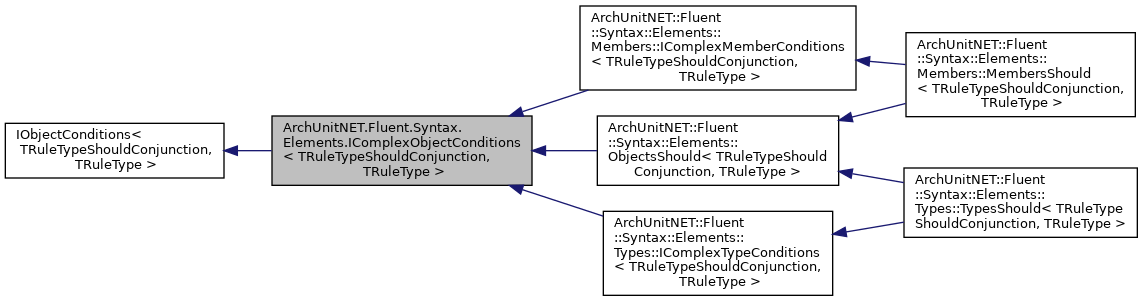 IObjectConditions<
TRuleTypeShouldConjunction,
TRuleType >
ArchUnitNET.Fluent.Syntax.
Elements.IComplexObjectConditions
< TRuleTypeShouldConjunction,
TRuleType >
ArchUnitNET::Fluent
::Syntax::Elements::
Members::IComplexMemberConditions
< TRuleTypeShouldConjunction,
TRuleType >
ArchUnitNET::Fluent
::Syntax::Elements::
ObjectsShould< TRuleTypeShould
Conjunction, TRuleType >
ArchUnitNET::Fluent
::Syntax::Elements::
Types::IComplexTypeConditions
< TRuleTypeShouldConjunction,
TRuleType >
ArchUnitNET::Fluent
::Syntax::Elements::
Members::MembersShould
< TRuleTypeShouldConjunction,
TRuleType >
ArchUnitNET::Fluent
::Syntax::Elements::
Types::TypesShould< TRuleType
ShouldConjunction, TRuleType >